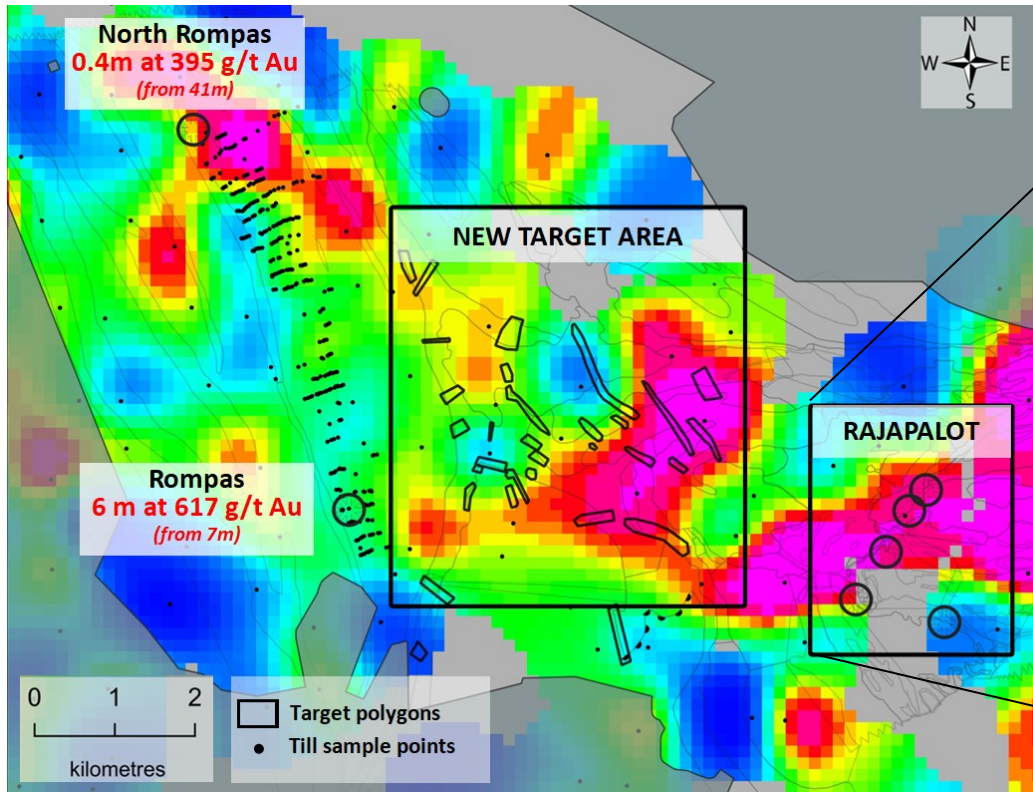 North Rompas
0.4m at 395 g/t Au
(from 41m)
N
W
E
S
NEW TARGET AREA
RAJAPALOT
Rompas
6 m at 617 g/t Au
(from 7m)
0 1 2
kilometres
Target polygons
Till sample points